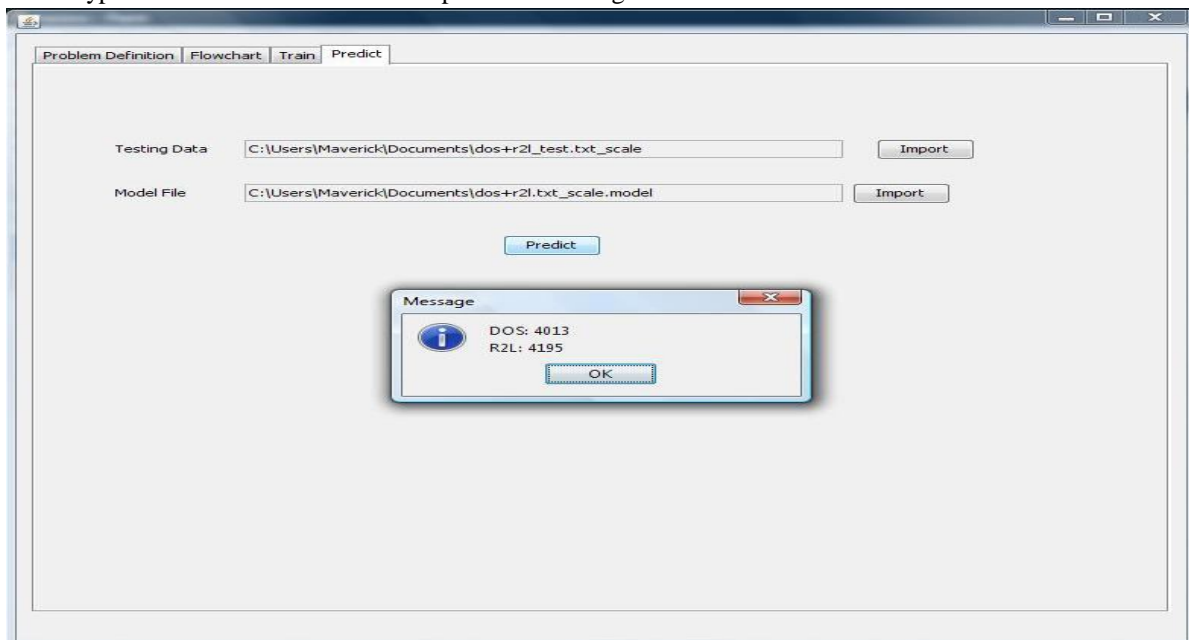 Problem Definition Flowchart Train Predict
Testing Data C:\Users\Maverick\Documents\dos+r2l_test.txt_scale Import
Model File C:\Users\Maverick\Documents\dos+r2l.txt_scale.model Import
Predict
Message
DOS: 4013
R2L: 4195
OK